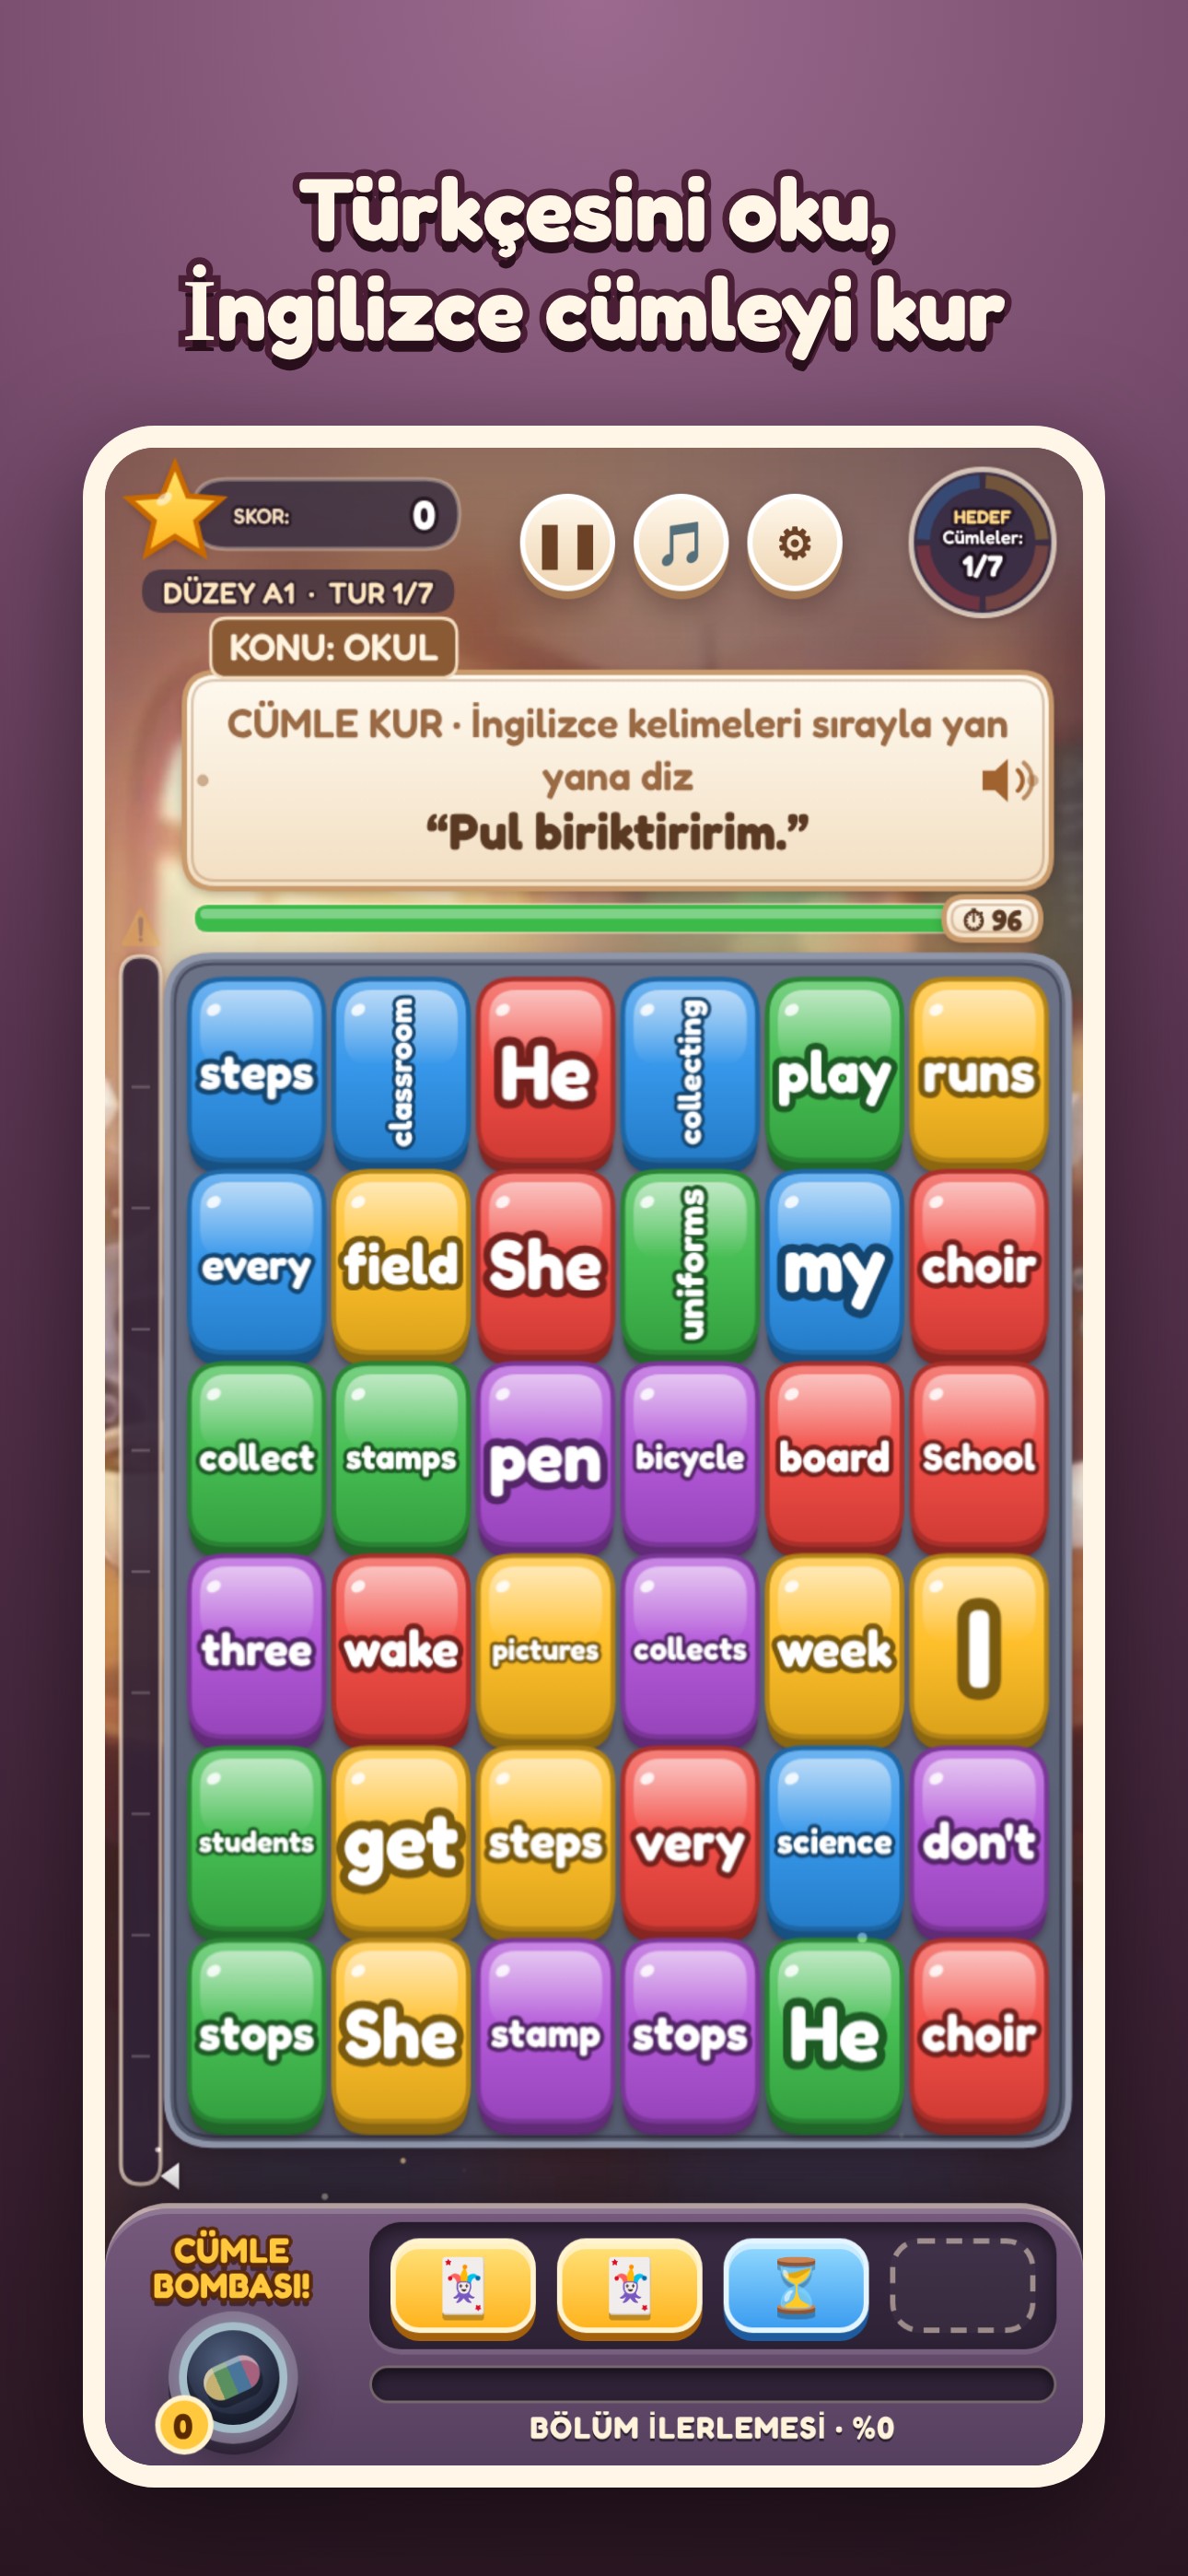 Türkçesini oku,
İngilizce cümleyi kur
SKOR: 0
DÜZEY A1 · TUR 1/7
HEDEF
Cümleler:
1/7
KONU: OKUL
CÜMLE KUR · İngilizce kelimeleri sırayla yan
yana diz
“Pul biriktiririm.”
96
steps classroom He collecting play runs
every field She uniforms my choir
collect stamps pen bicycle board School
three wake pictures collects week I
students get steps very science don't
stops She stamp stops He choir
CÜMLE
BOMBASI!
0
BÖLÜM İLERLEMESİ · %0